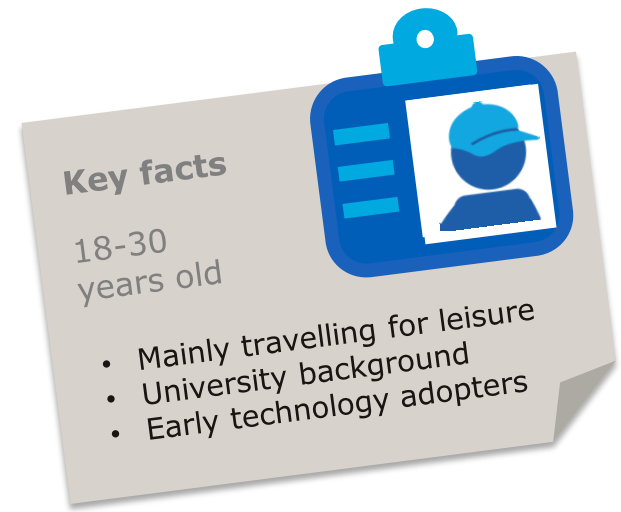 Key facts
18-30
years old
• Mainly travelling for leisure
• University background
• Early technology adopters